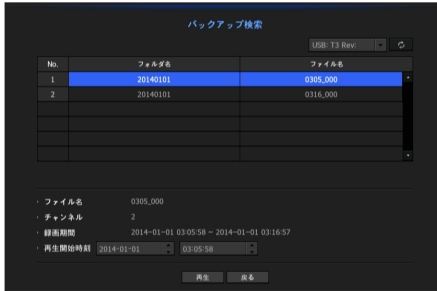 バックアップ検索
USB: T3 Rev:
No. フォルダ名 ファイル名
1 20140101 0305_000
2 20140101 0316_000
ファイル名 0305_000
チャンネル 2
録画期間 2014-01-01 03:05:58 ~ 2014-01-01 03:16:57
再生開始時刻 2014-01-01 03:05:58
再生 戻る